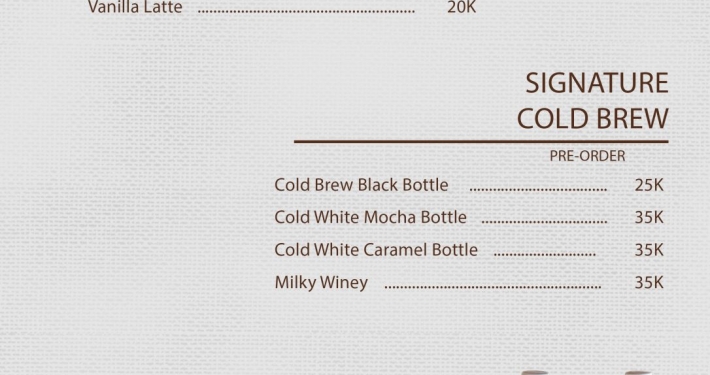 Vanilla Latte ........................................................ 20K
SIGNATURE
COLD BREW
PRE-ORDER
Cold Brew Black Bottle ................................... 25K
Cold White Mocha Bottle ................................ 35K
Cold White Caramel Bottle .......................... 35K
Milky Winey ....................................................... 35K